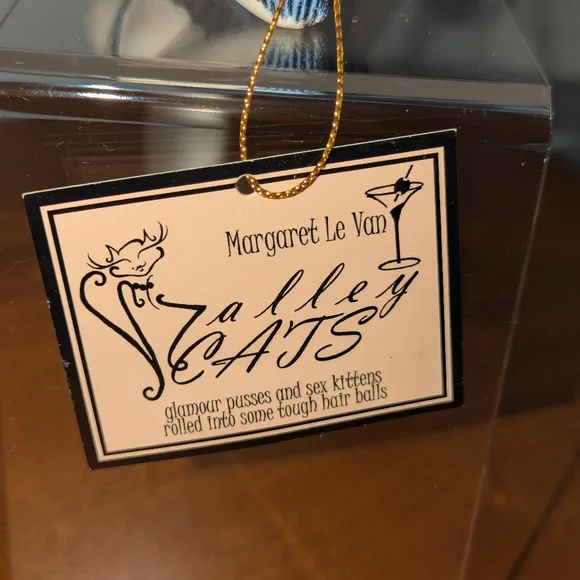 Margaret Le Van
alley
CATS
glamour pusses and sex kittens
rolled into some tough hair balls